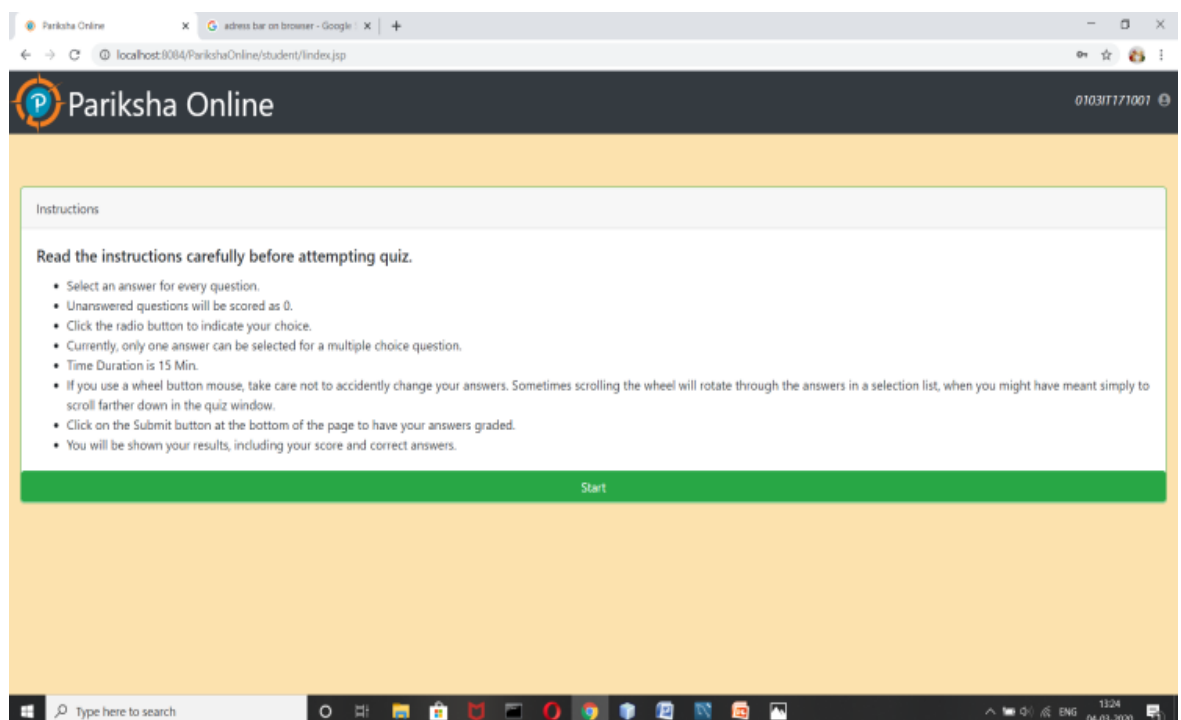 Pariksha Online
adress bar on browser - Google
localhost:8084/ParikshaOnline/student/Iindex.jsp
Pariksha Online
0103IT171001
Instructions
Read the instructions carefully before attempting quiz.
Select an answer for every question.
Unanswered questions will be scored as 0.
Click the radio button to indicate your choice.
Currently, only one answer can be selected for a multiple choice question.
Time Duration is 15 Min.
If you use a wheel button mouse, take care not to accidently change your answers. Sometimes scrolling the wheel will rotate through the answers in a selection list, when you might have meant simply to
scroll farther down in the quiz window.
Click on the Submit button at the bottom of the page to have your answers graded.
You will be shown your results, including your score and correct answers.
Start
Type here to search
ENG
13:24
04-03-2020